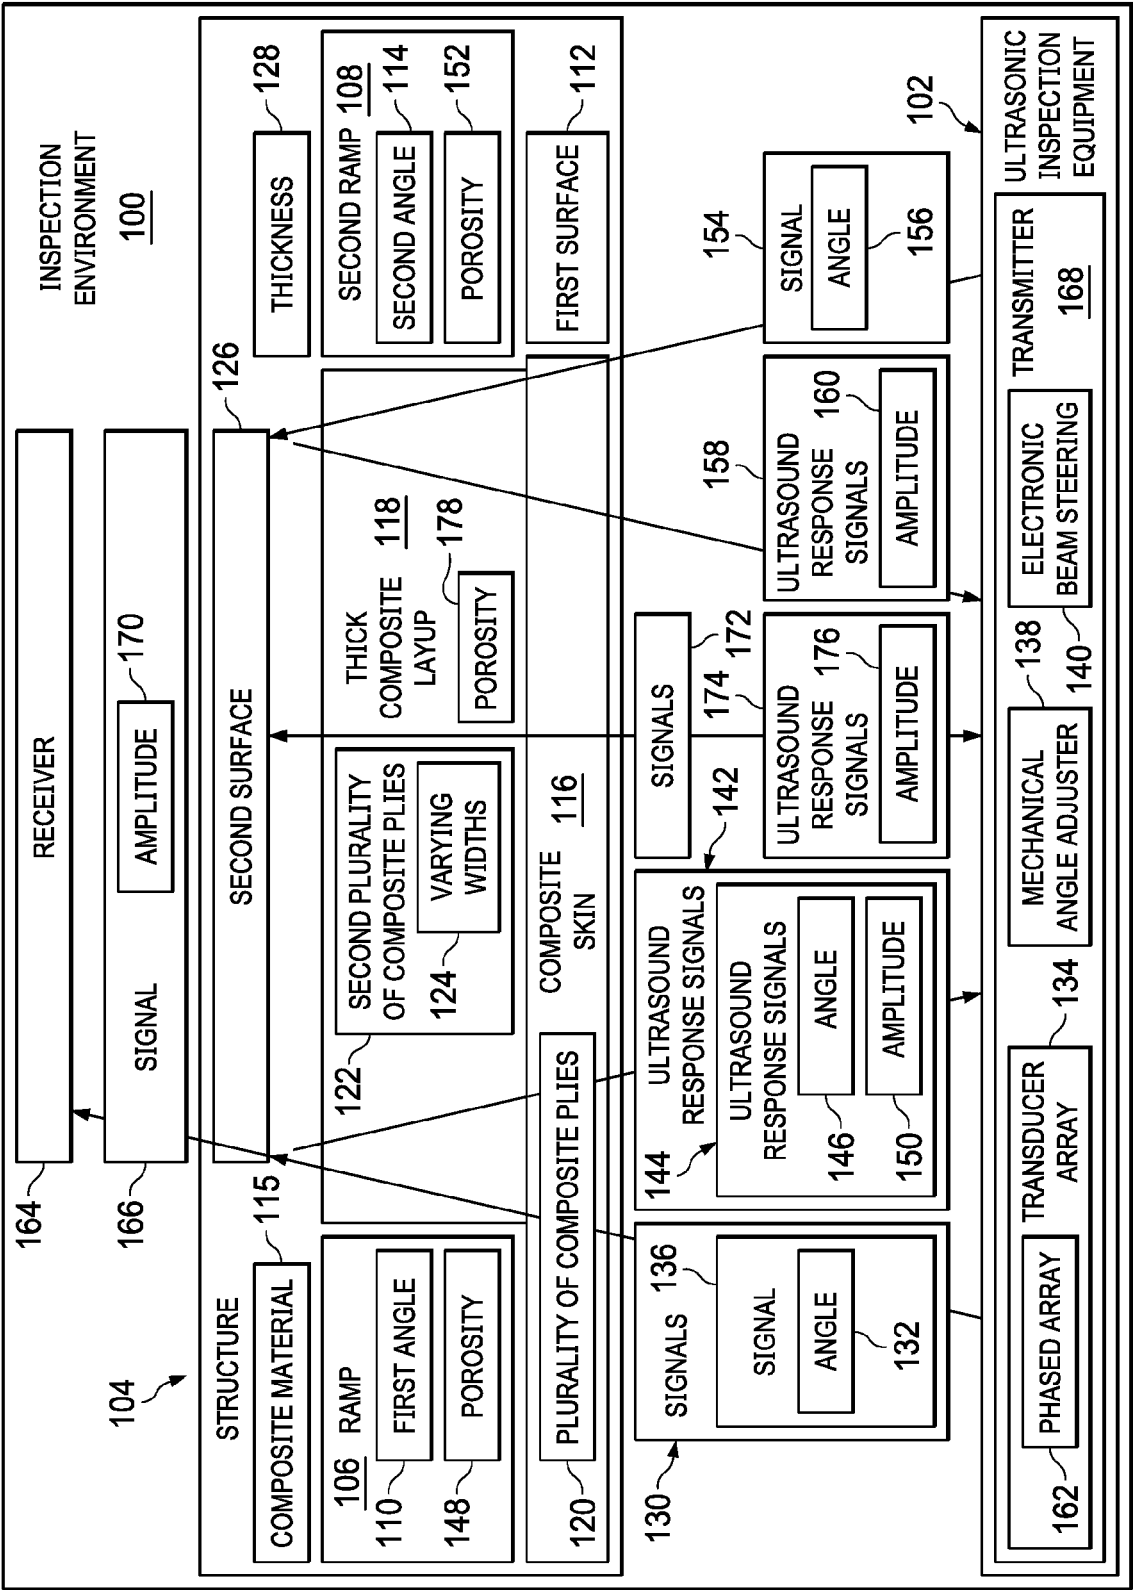 INSPECTION
ENVIRONMENT
100
RECEIVER
164
SIGNAL
AMPLITUDE
170
166
104
STRUCTURE
COMPOSITE MATERIAL
115
SECOND SURFACE
126
THICKNESS
128
106
RAMP
FIRST ANGLE
110
POROSITY
148
SECOND PLURALITY
OF COMPOSITE PLIES
VARYING
WIDTHS
124
122
THICK
COMPOSITE
LAYUP
118
POROSITY
178
SECOND RAMP
108
SECOND ANGLE
114
POROSITY
152
PLURALITY OF COMPOSITE PLIES
120
COMPOSITE
SKIN
116
FIRST SURFACE
112
130
SIGNALS
136
SIGNAL
ANGLE
132
ULTRASOUND
RESPONSE SIGNALS
142
144
ULTRASOUND
RESPONSE SIGNALS
ANGLE
146
AMPLITUDE
150
SIGNALS
172
174
ULTRASOUND
RESPONSE
SIGNALS
176
AMPLITUDE
158
ULTRASOUND
RESPONSE
SIGNALS
160
AMPLITUDE
154
SIGNAL
ANGLE
156
102
ULTRASONIC
INSPECTION
EQUIPMENT
TRANSMITTER
168
TRANSDUCER
ARRAY
134
PHASED ARRAY
162
MECHANICAL
ANGLE ADJUSTER
138
ELECTRONIC
BEAM STEERING
140